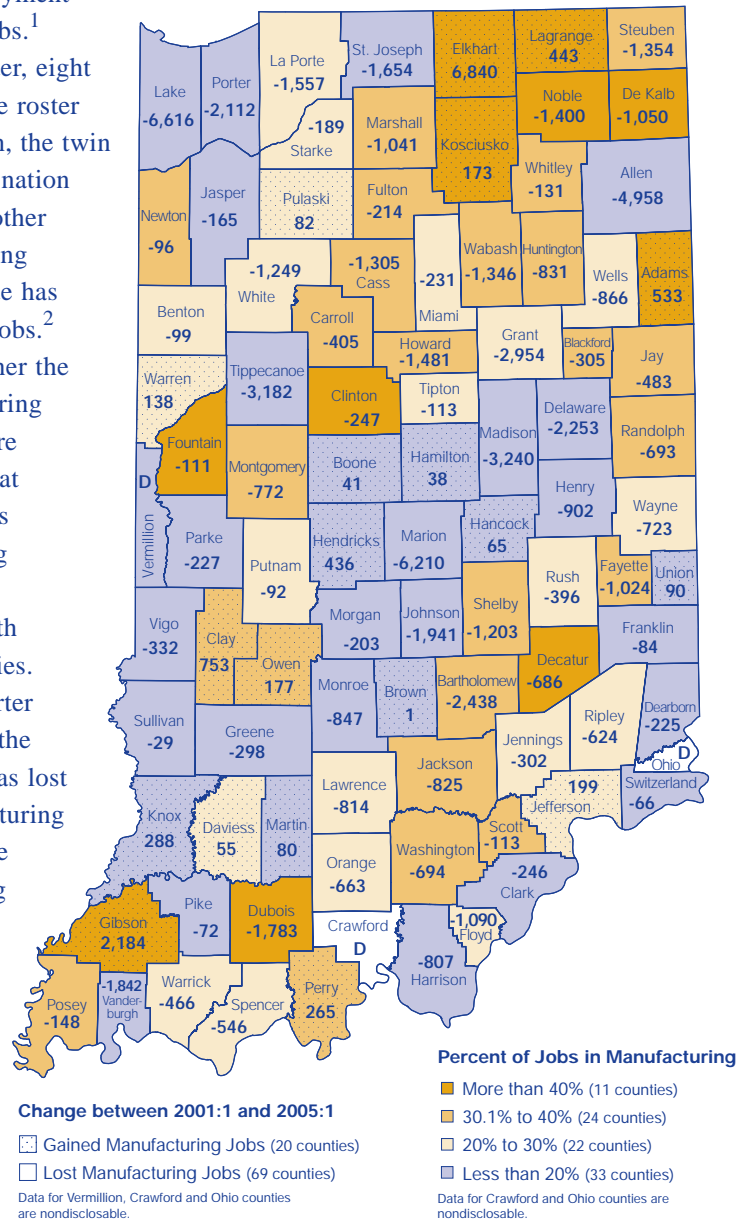 yment
bs.1
er, eight
e roster
n, the twin
nation
other
ng
e has
obs.2
her the
ring
re
at
s
g
th
ies.
rter
the
as lost
turing
e
g
Lake
-6,616
Porter
-2,112
La Porte
-1,557
St. Joseph
-1,654
Elkhart
6,840
Lagrange
443
Steuben
-1,354
Noble
-1,400
De Kalb
-1,050
-189
Starke
Marshall
-1,041
Kosciusko
173
Whitley
-131
Allen
-4,958
Newton
-96
Jasper
-165
Pulaski
82
Fulton
-214
-1,249
White
-1,305
Cass
-231
Miami
Wabash
-1,346
Huntington
-831
Wells
-866
Adams
533
Benton
-99
Carroll
-405
Howard
-1,481
Grant
-2,954
Blackford
-305
Jay
-483
Warren
138
Tippecanoe
-3,182
Clinton
-247
Tipton
-113
Madison
-3,240
Delaware
-2,253
Randolph
-693
Fountain
-111
Montgomery
-772
Boone
41
Hamilton
38
Henry
-902
Wayne
-723
D
Vermillion
Parke
-227
Putnam
-92
Hendricks
436
Marion
-6,210
Hancock
65
Rush
-396
Fayette
-1,024
Union
90
Vigo
-332
Clay
753
Owen
177
Morgan
-203
Johnson
-1,941
Shelby
-1,203
Decatur
-686
Franklin
-84
Sullivan
-29
Greene
-298
Monroe
-847
Brown
1
Bartholomew
-2,438
Jennings
-302
Ripley
-624
Dearborn
-225
D
Ohio
Switzerland
-66
Knox
288
Daviess
55
Martin
80
Lawrence
-814
Jackson
-825
199
Jefferson
Scott
-113
Orange
-663
Washington
-694
-246
Clark
Gibson
2,184
Pike
-72
Dubois
-1,783
Crawford
D
-1,090
Floyd
-807
Harrison
Posey
-148
-1,842
Vander-
burgh
Warrick
-466
Spencer
-546
Perry
265
Change between 2001:1 and 2005:1
Gained Manufacturing Jobs (20 counties)
Lost Manufacturing Jobs (69 counties)
Data for Vermillion, Crawford and Ohio counties
are nondisclosable.
Percent of Jobs in Manufacturing
More than 40% (11 counties)
30.1% to 40% (24 counties)
20% to 30% (22 counties)
Less than 20% (33 counties)
Data for Crawford and Ohio counties are
nondisclosable.